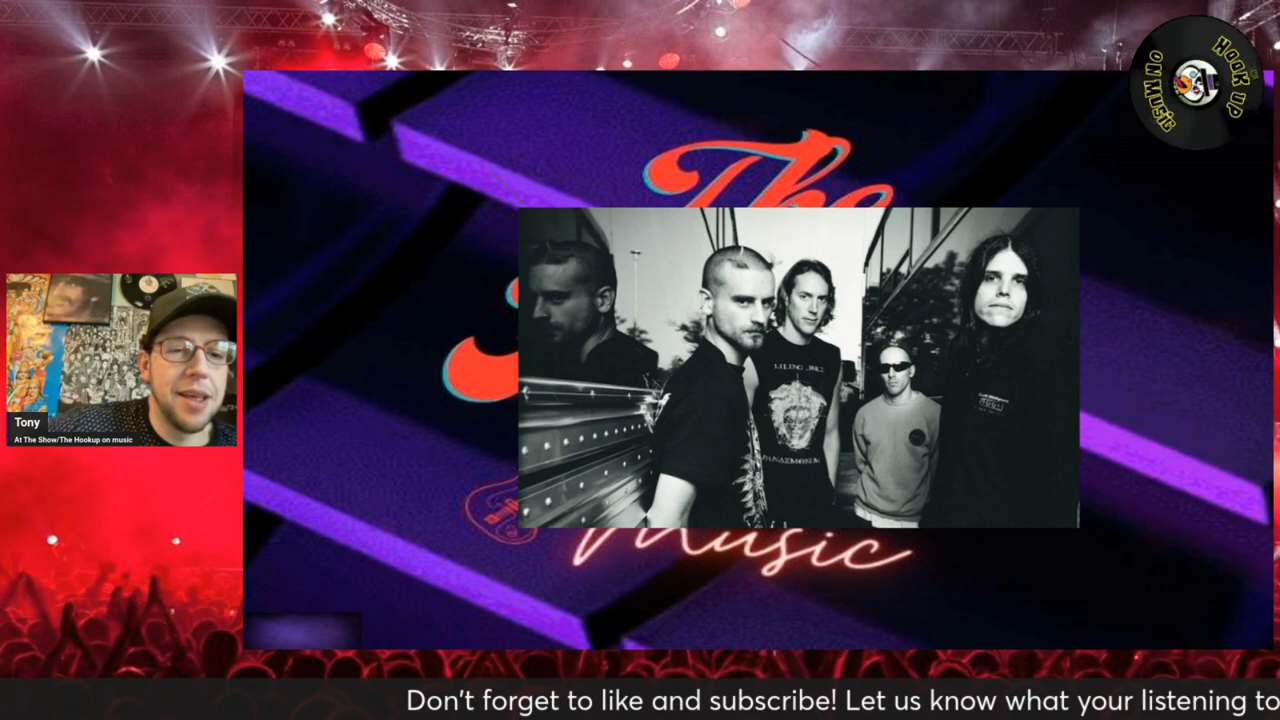 HOOK UP
ON MUSIC
The
Music
Tony
At The Show/The Hookup on music
Don't forget to like and subscribe! Let us know what your listening to